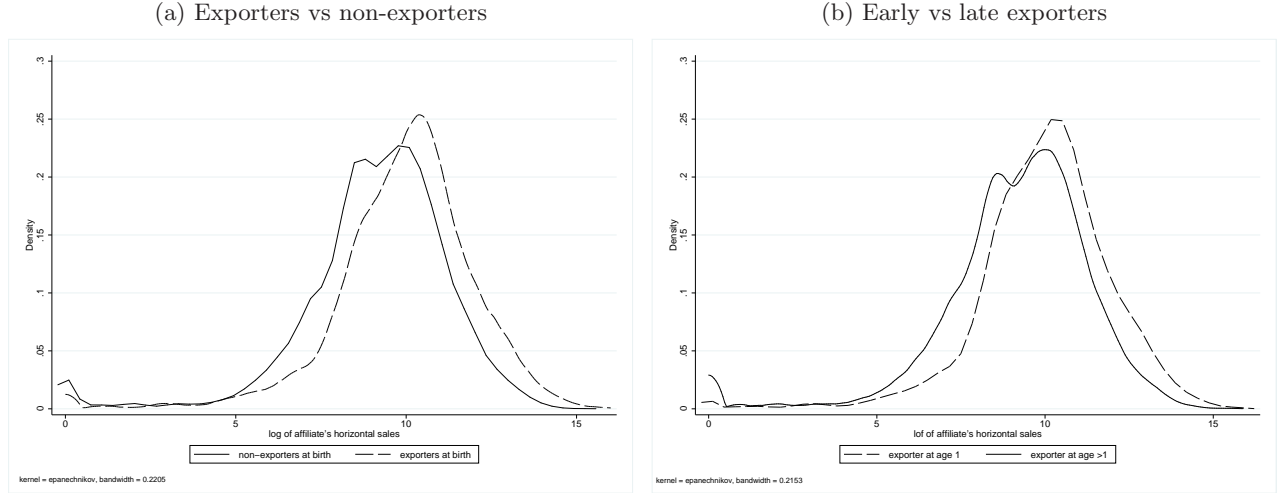 (a) Exporters vs non-exporters
.3
.25
.2
.15
.1
.05
0
Density
0 5 10 15
log of affiliate's horizontal sales
non−exporters at birth exporters at birth
kernel = epanechnikov, bandwidth = 0.2205
(b) Early vs late exporters
.3
.25
.2
.15
.1
.05
0
Density
0 5 10 15
lof of affiliate's horizontal sales
exporter at age 1 exporter at age >1
kernel = epanechnikov, bandwidth = 0.2153